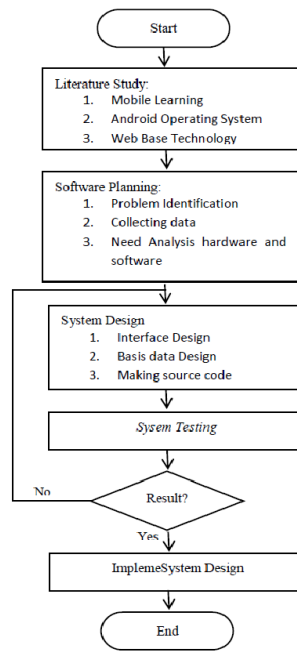 Start
Literature Study:
1. Mobile Learning
2. Android Operating System
3. Web Base Technology
Software Planning:
1. Problem Identification
2. Collecting data
3. Need Analysis hardware and
software
System Design
1. Interface Design
2. Basis data Design
3. Making source code
Sysem Testing
Result?
No
Yes
ImplemeSystem Design
End